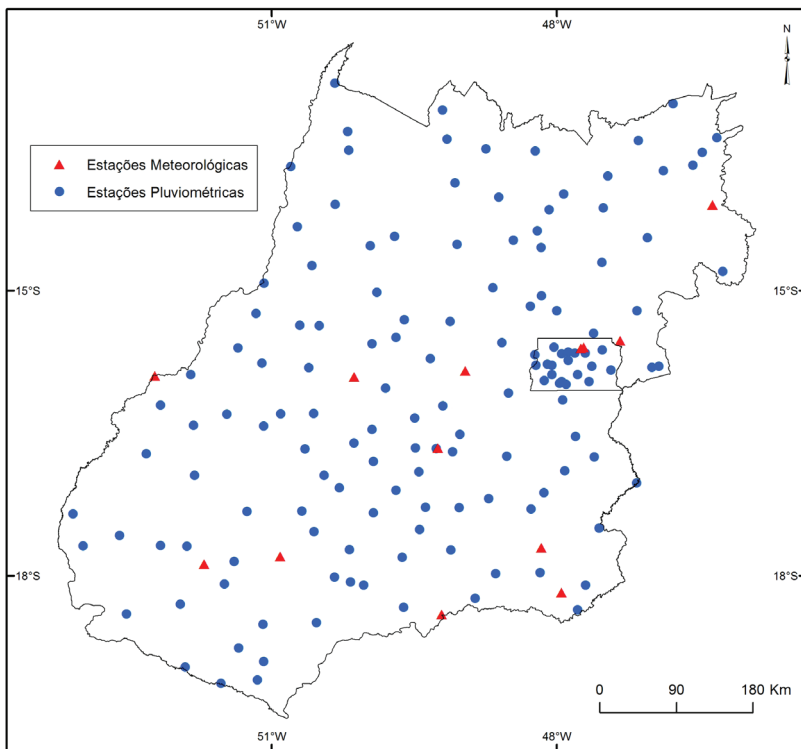 51°W 48°W
N
Estações Meteorológicas
Estações Pluviométricas
15°S 15°S
18°S 18°S
0 90 180 Km
51°W 48°W